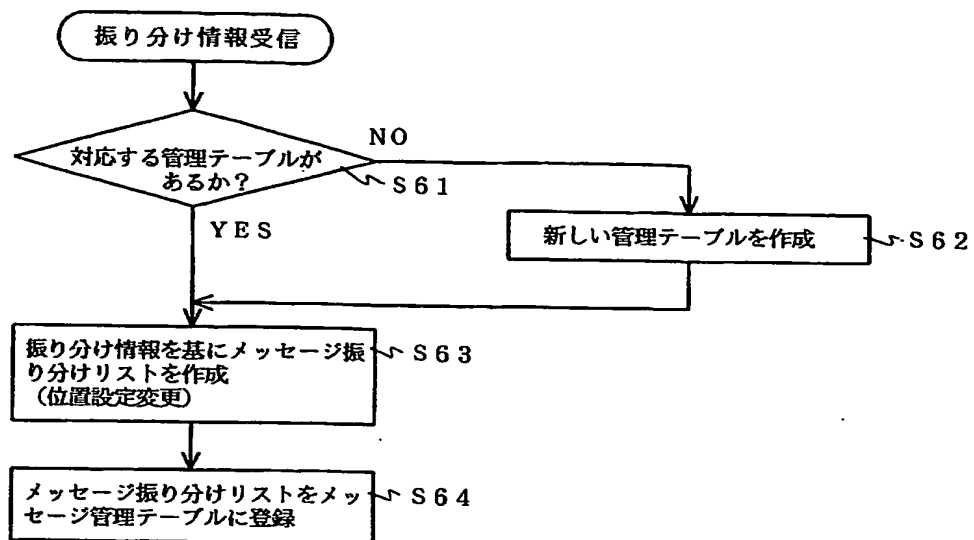 振り分け情報受信
対応する管理テーブルが
あるか？
NO
S61
YES
新しい管理テーブルを作成
S62
振り分け情報を基にメッセージ振
り分けリストを作成
（位置設定変更）
S63
メッセージ振り分けリストをメッ
セージ管理テーブルに登録
S64